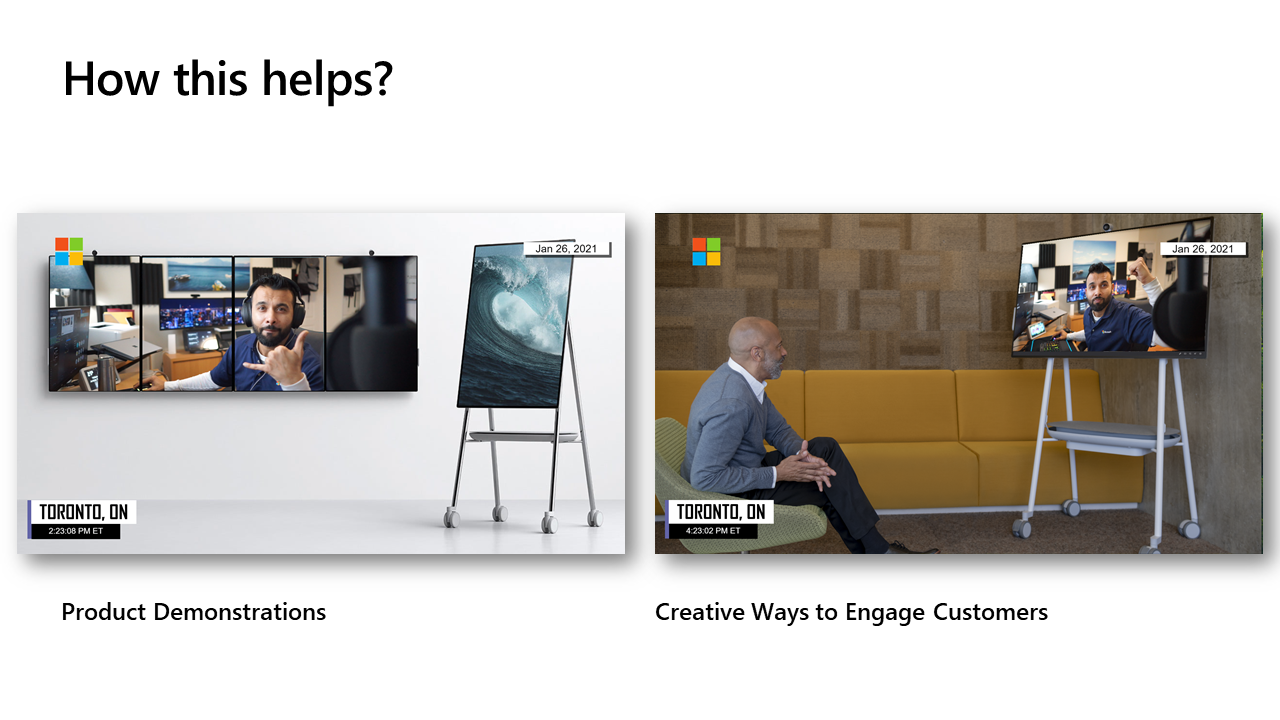 How this helps?
Jan 26, 2021
TORONTO, ON
2:23:08 PM ET
Jan 26, 2021
TORONTO, ON
4:23:02 PM ET
Product Demonstrations
Creative Ways to Engage Customers